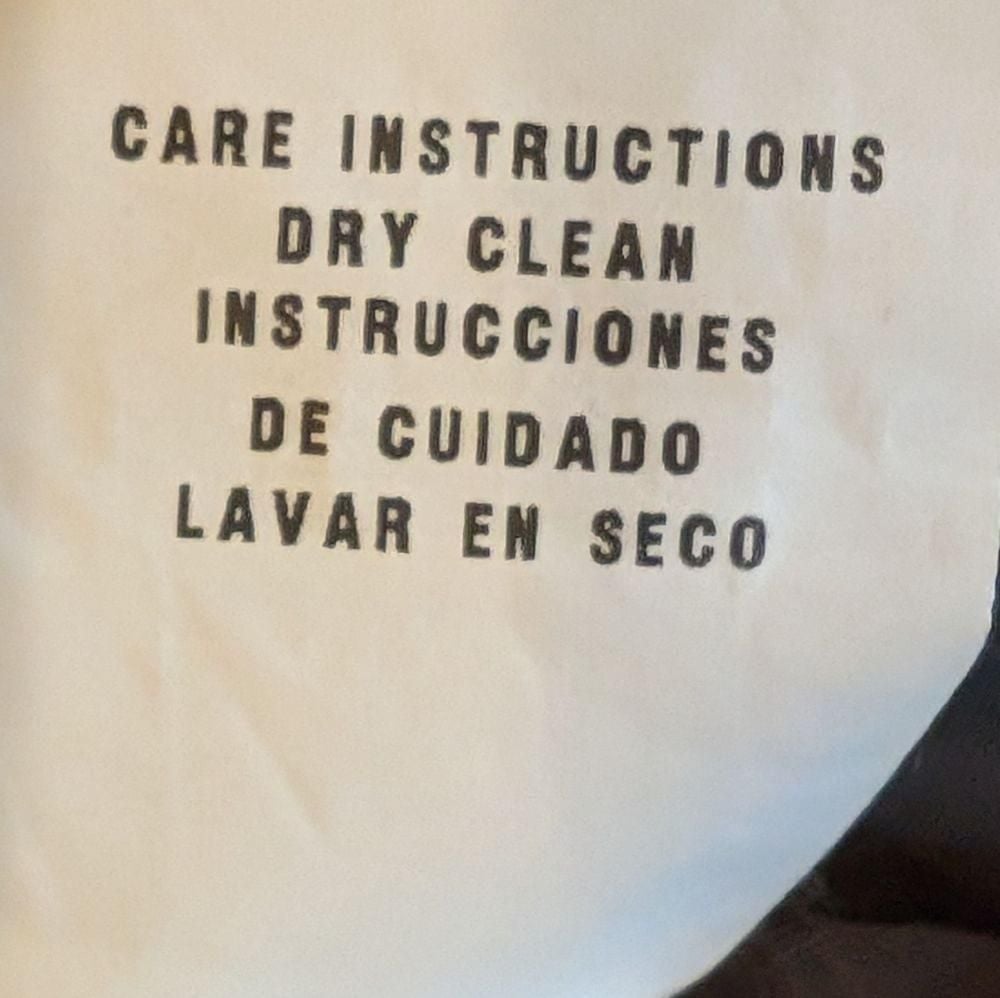 CARE INSTRUCTIONS
DRY CLEAN
INSTRUCCIONES
DE CUIDADO
LAVAR EN SECO